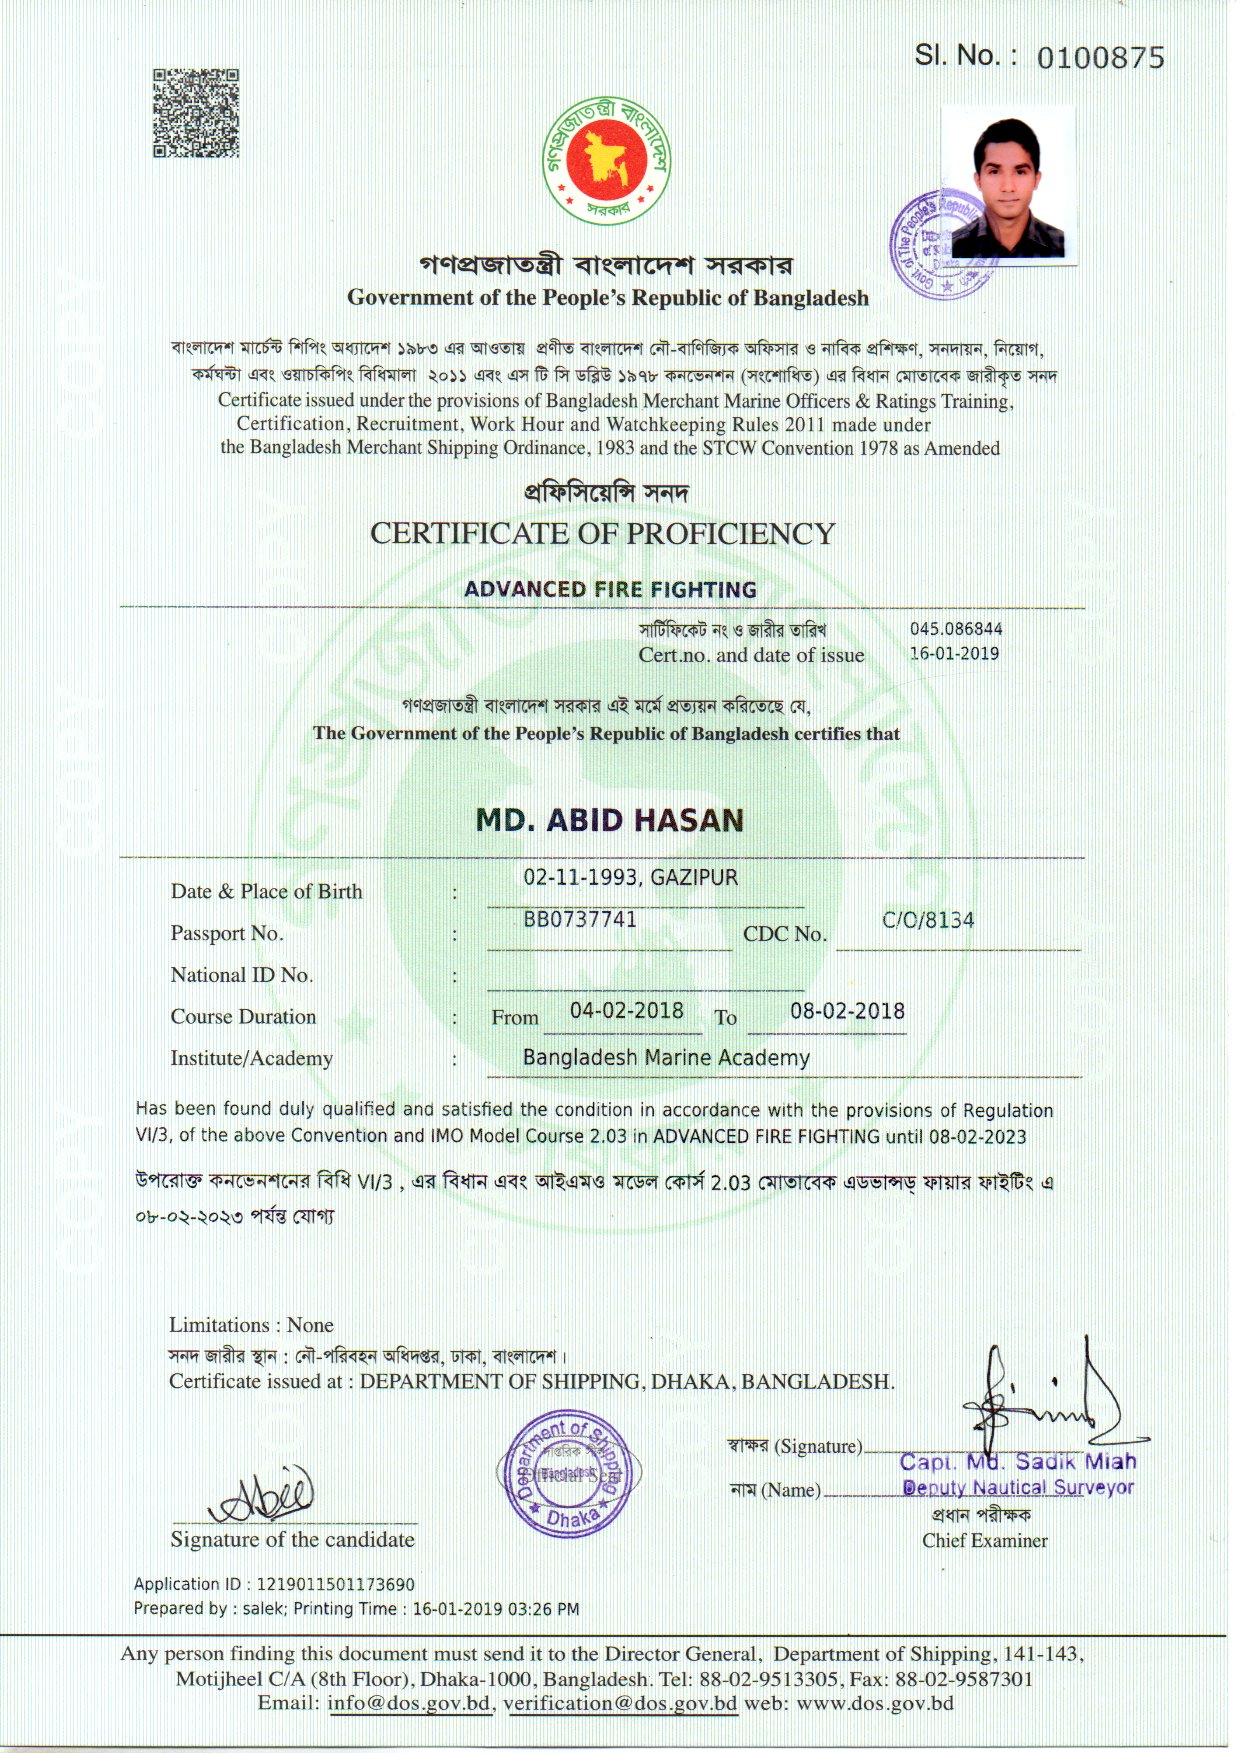 Sl. No. : 0100875
গণপ্রজাতন্ত্রী বাংলাদেশ
সরকার
গণপ্রজাতন্ত্রী বাংলাদেশ সরকার
Government of the People's Republic of Bangladesh
বাংলাদেশ মার্চেন্ট শিপিং অধ্যাদেশ ১৯৮৩ এর আওতায় প্রণীত বাংলাদেশ নৌ-বাণিজ্যিক অফিসার ও নাবিক প্রশিক্ষণ, সনদায়ন, নিয়োগ,
কর্মঘন্টা এবং ওয়াচকিপিং বিধিমালা ২০১১ এবং এস টি সি ডব্লিউ ১৯৭৮ কনভেনশন (সংশোধিত) এর বিধান মোতাবেক জারীকৃত সনদ
Certificate issued under the provisions of Bangladesh Merchant Marine Officers & Ratings Training,
Certification, Recruitment, Work Hour and Watchkeeping Rules 2011 made under
the Bangladesh Merchant Shipping Ordinance, 1983 and the STCW Convention 1978 as Amended
প্রফিসিয়েন্সি সনদ
CERTIFICATE OF PROFICIENCY
ADVANCED FIRE FIGHTING
সার্টিফিকেট নং ও জারীর তারিখ 045.086844
Cert.no. and date of issue 16-01-2019
গণপ্রজাতন্ত্রী বাংলাদেশ সরকার এই মর্মে প্রত্যয়ন করিতেছে যে,
The Government of the People's Republic of Bangladesh certifies that
MD. ABID HASAN
Date & Place of Birth : 02-11-1993, GAZIPUR
Passport No. : BB0737741 CDC No. C/O/8134
National ID No. :
Course Duration : From 04-02-2018 To 08-02-2018
Institute/Academy : Bangladesh Marine Academy
Has been found duly qualified and satisfied the condition in accordance with the provisions of Regulation
VI/3, of the above Convention and IMO Model Course 2.03 in ADVANCED FIRE FIGHTING until 08-02-2023
উপরোক্ত কনভেনশনের বিধি VI/3 , এর বিধান এবং আইএমও মডেল কোর্স 2.03 মোতাবেক এডভান্সড্ ফায়ার ফাইটিং এ
০৮-০২-২০২৩ পর্যন্ত যোগ্য
Limitations : None
সনদ জারীর স্থান : নৌ-পরিবহন অধিদপ্তর, ঢাকা, বাংলাদেশ।
Certificate issued at : DEPARTMENT OF SHIPPING, DHAKA, BANGLADESH.
Department of Shipping
Bangladesh
Dhaka
Official Seal
স্বাক্ষর (Signature)
Capt. Md. Sadik Miah
নাম (Name) Deputy Nautical Surveyor
প্রধান পরীক্ষক
Chief Examiner
Abid
Signature of the candidate
Application ID : 1219011501173690
Prepared by : salek; Printing Time : 16-01-2019 03:26 PM
Any person finding this document must send it to the Director General, Department of Shipping, 141-143,
Motijheel C/A (8th Floor), Dhaka-1000, Bangladesh. Tel: 88-02-9513305, Fax: 88-02-9587301
Email: info@dos.gov.bd, verification@dos.gov.bd web: www.dos.gov.bd